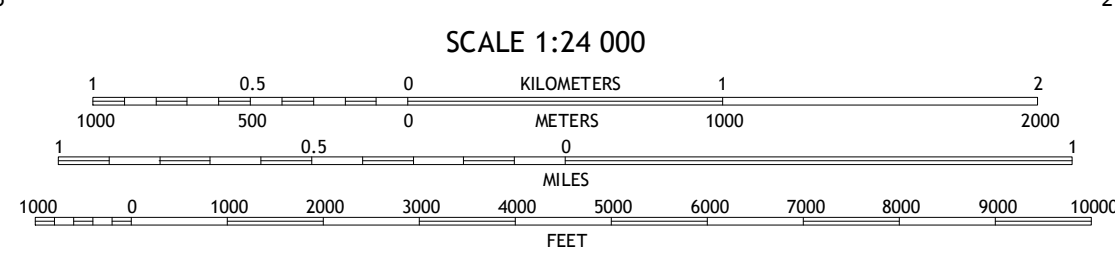 SCALE 1:24 000
1 0.5 0 KILOMETERS 1 2
1000 500 0 METERS 1000 2000
1 0.5 0 1
MILES
1000 0 1000 2000 3000 4000 5000 6000 7000 8000 9000 10000
FEET